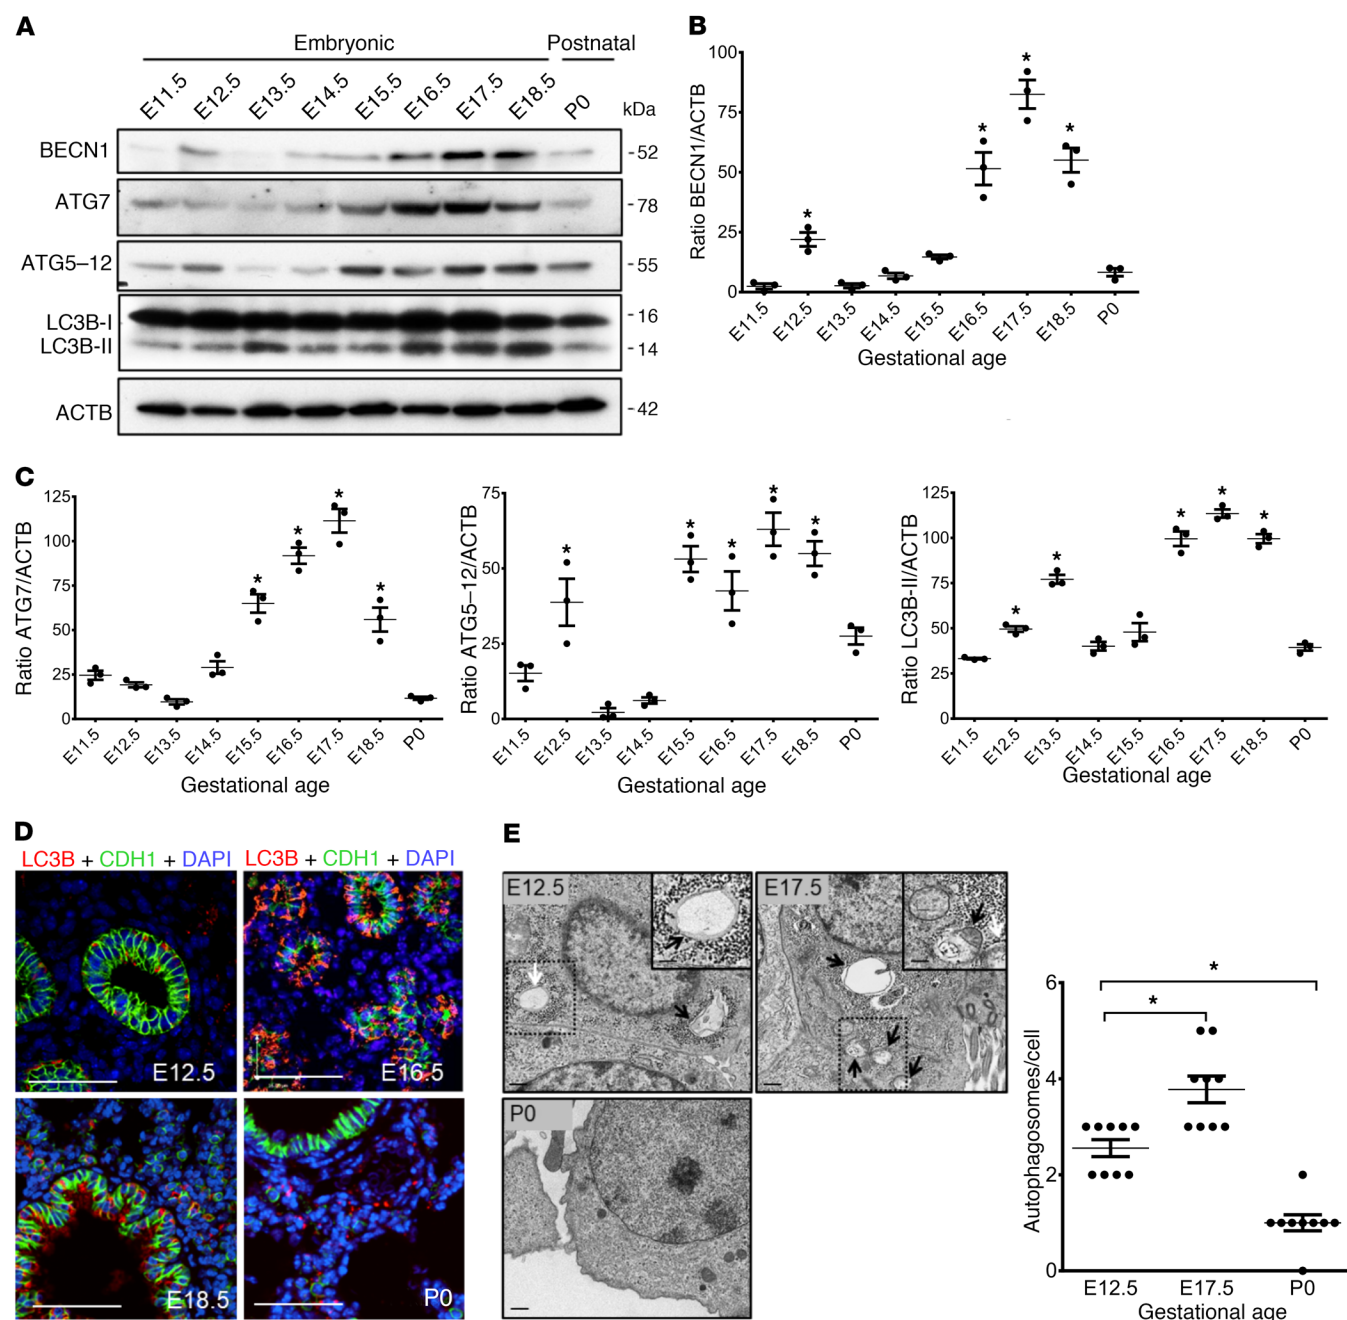 A
Embryonic Postnatal
E11.5 E12.5 E13.5 E14.5 E15.5 E16.5 E17.5 E18.5 P0 kDa
BECN1 -52
ATG7 -78
ATG5–12 -55
LC3B-I -16
LC3B-II -14
ACTB -42
B
Ratio BECN1/ACTB
100
75
50
25
0
* * * *
E11.5 E12.5 E13.5 E14.5 E15.5 E16.5 E17.5 E18.5 P0
Gestational age
C
Ratio ATG7/ACTB
125
100
75
50
25
0
* * * *
E11.5 E12.5 E13.5 E14.5 E15.5 E16.5 E17.5 E18.5 P0
Gestational age
Ratio ATG5–12/ACTB
75
50
25
0
* * * * *
E11.5 E12.5 E13.5 E14.5 E15.5 E16.5 E17.5 E18.5 P0
Gestational age
Ratio LC3B-II/ACTB
125
100
75
50
25
0
* * * * *
E11.5 E12.5 E13.5 E14.5 E15.5 E16.5 E17.5 E18.5 P0
Gestational age
D
LC3B + CDH1 + DAPI LC3B + CDH1 + DAPI
E12.5 E16.5
E18.5 P0
E
E12.5 E17.5
P0
Autophagosomes/cell
6
4
2
0
*
*
E12.5 E17.5 P0
Gestational age